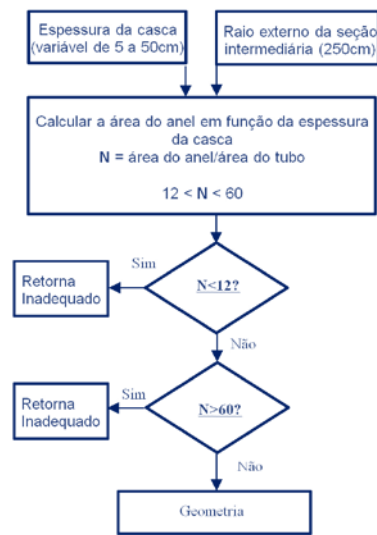 Espessura da casca
(variável de 5 a 50cm)
Raio externo da seção
intermediária (250cm)
Calcular a área do anel em função da espessura
da casca
N = área do anel/área do tubo
12 < N < 60
Sim
N<12?
Retorna
Inadequado
Não
Sim
N>60?
Retorna
Inadequado
Não
Geometria